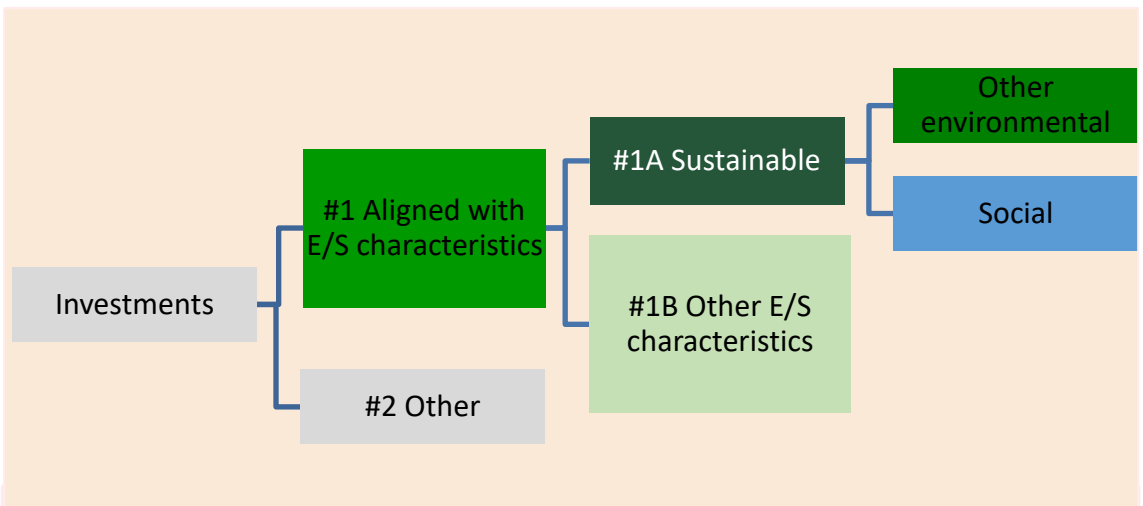 Investments
#1 Aligned with
E/S characteristics
#2 Other
#1A Sustainable
#1B Other E/S
characteristics
Other
environmental
Social